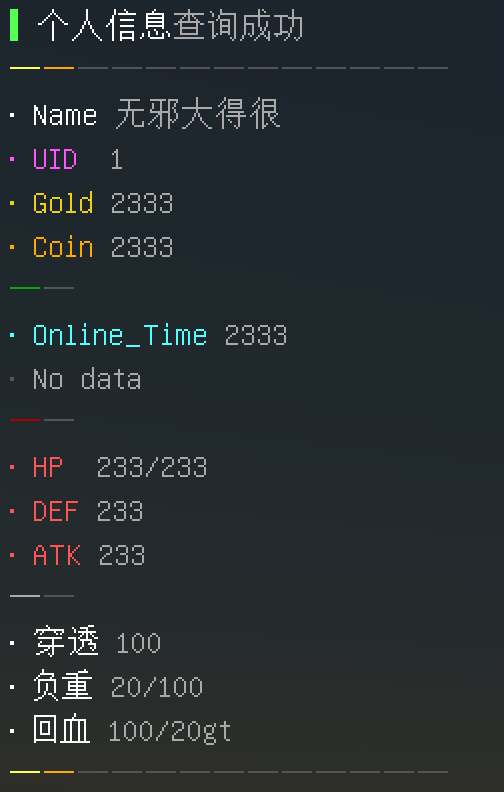 个人信息查询成功
· Name 无邪大得很
· UID 1
· Gold 2333
· Coin 2333
· Online_Time 2333
· No data
· HP 233/233
· DEF 233
· ATK 233
· 穿透 100
· 负重 20/100
· 回血 100/20gt